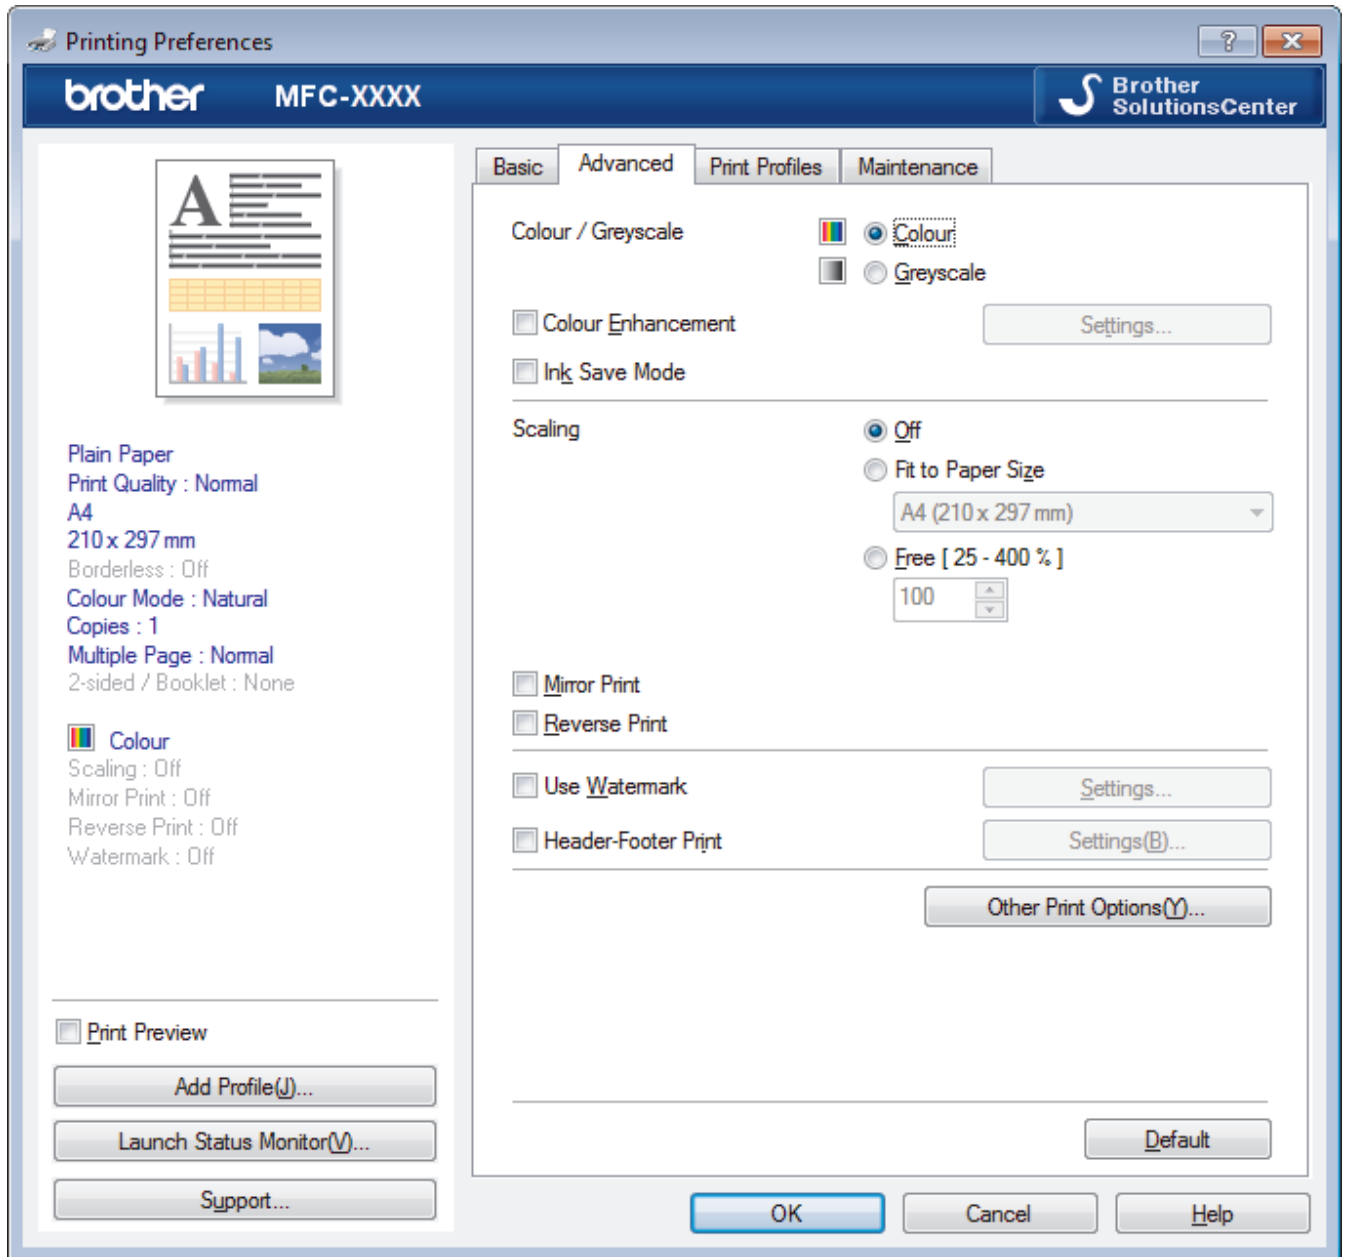 Printing Preferences
brother MFC-XXXX
Brother
SolutionsCenter
A
Plain Paper
Print Quality : Normal
A4
210 x 297 mm
Borderless : Off
Colour Mode : Natural
Copies : 1
Multiple Page : Normal
2-sided / Booklet : None
Colour
Scaling : Off
Mirror Print : Off
Reverse Print : Off
Watermark : Off
Print Preview
Add Profile(J)...
Launch Status Monitor(V)...
Support...
Basic Advanced Print Profiles Maintenance
Colour / Greyscale Colour
Greyscale
Colour Enhancement Settings...
Ink Save Mode
Scaling Off
Fit to Paper Size
A4 (210 x 297 mm)
Free [ 25 - 400 % ]
100
Mirror Print
Reverse Print
Use Watermark Settings...
Header-Footer Print Settings(B)...
Other Print Options(Y)...
Default
OK Cancel Help